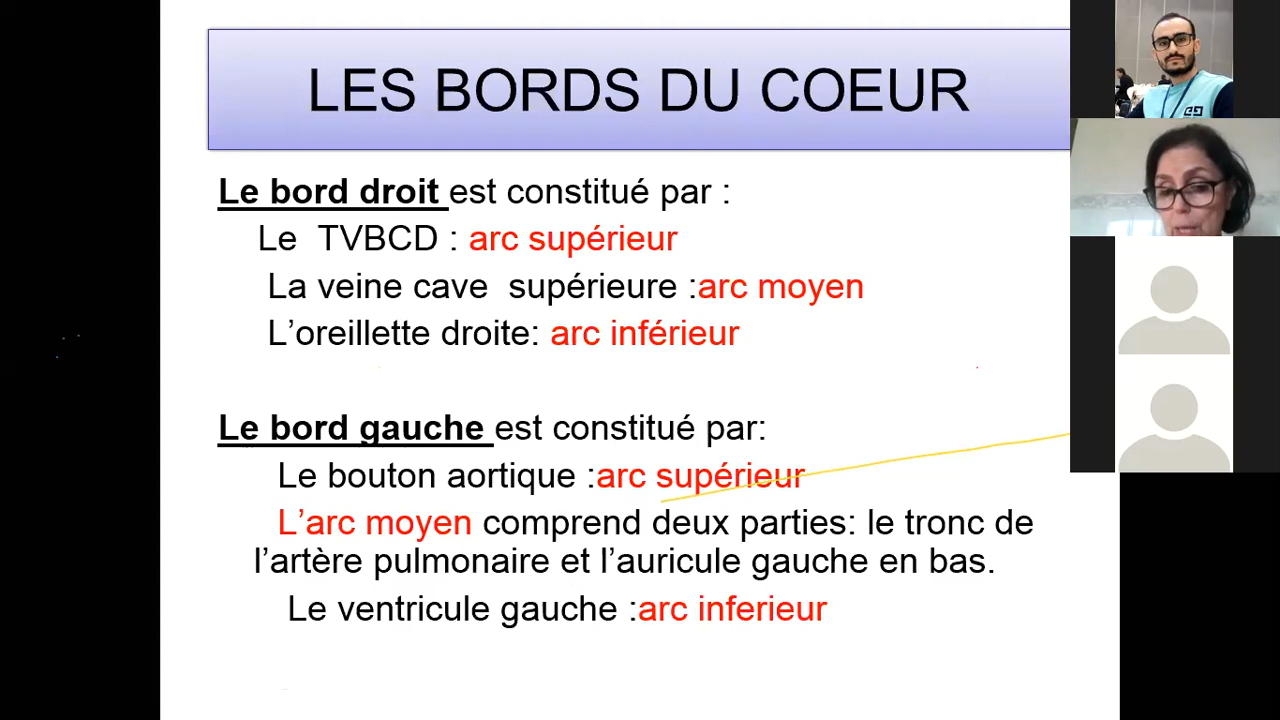 LES BORDS DU COEUR
Le bord droit est constitué par :
Le TVBCD : arc supérieur
La veine cave supérieure :arc moyen
L’oreillette droite: arc inférieur
Le bord gauche est constitué par:
Le bouton aortique :arc supérieur
L’arc moyen comprend deux parties: le tronc de
l’artère pulmonaire et l’auricule gauche en bas.
Le ventricule gauche :arc inferieur